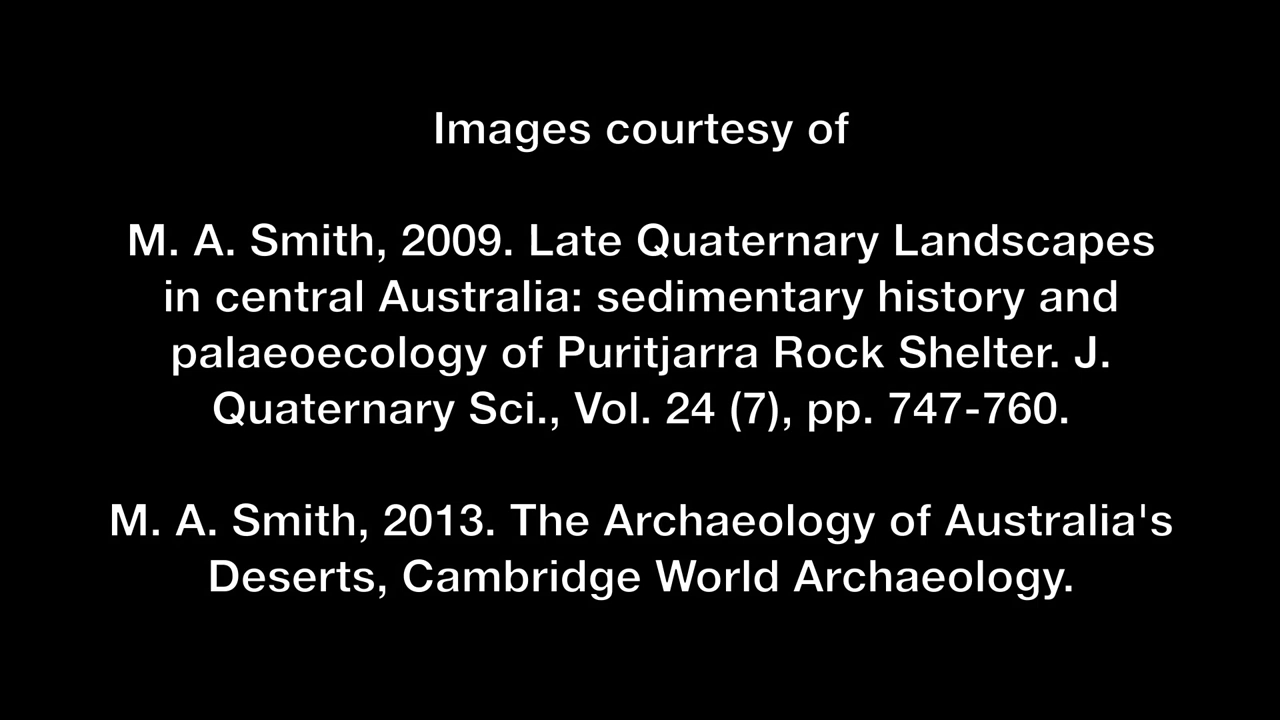 Images courtesy of
M. A. Smith, 2009. Late Quaternary Landscapes
in central Australia: sedimentary history and
palaeoecology of Puritjarra Rock Shelter. J.
Quaternary Sci., Vol. 24 (7), pp. 747-760.
M. A. Smith, 2013. The Archaeology of Australia's
Deserts, Cambridge World Archaeology.